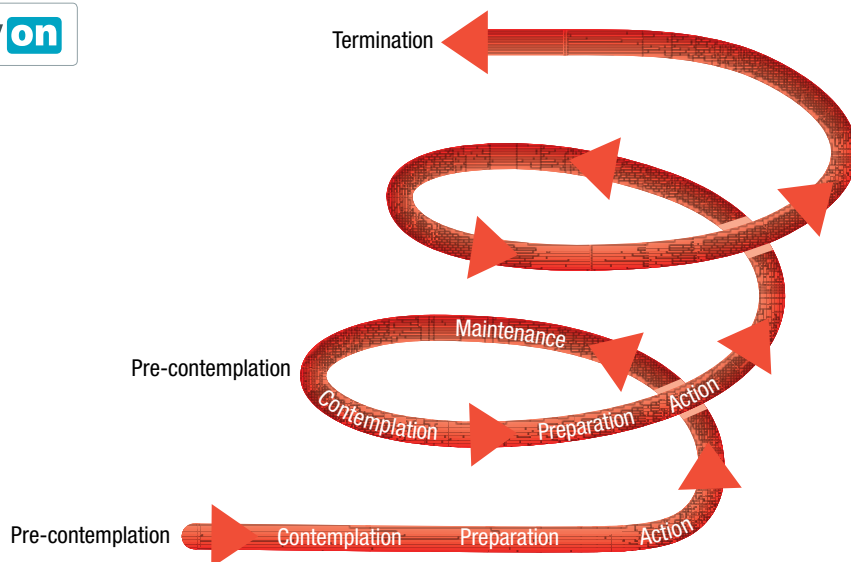 on
Termination
Maintenance
Pre-contemplation
Contemplation
Preparation
Action
Pre-contemplation
Contemplation
Preparation
Action